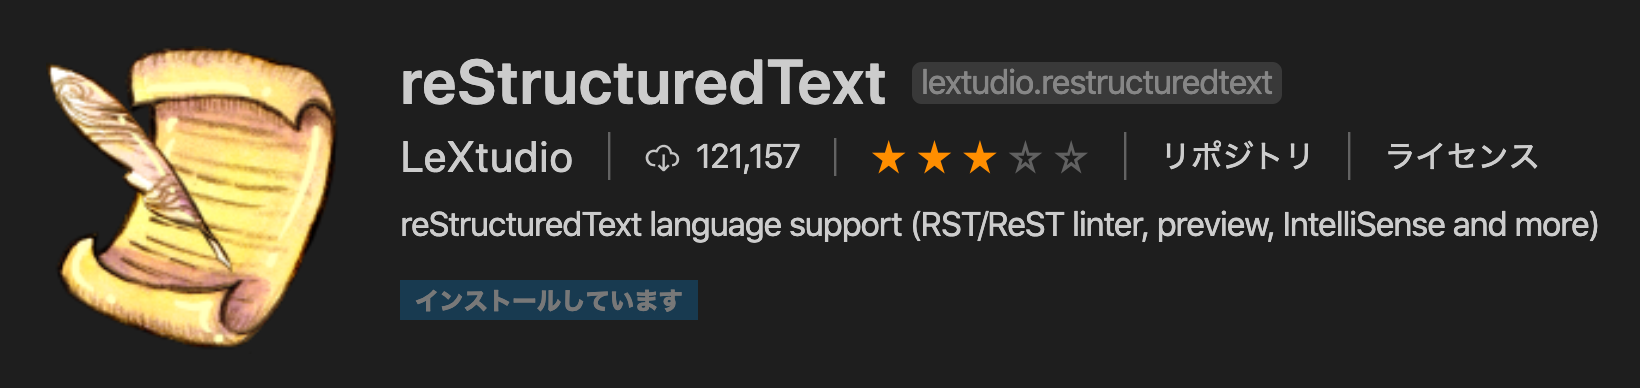 reStructuredText lextudio.restructuredtext
LeXtudio 121,157 リポジトリ ライセンス
reStructuredText language support (RST/ReST linter, preview, IntelliSense and more)
インストールしています